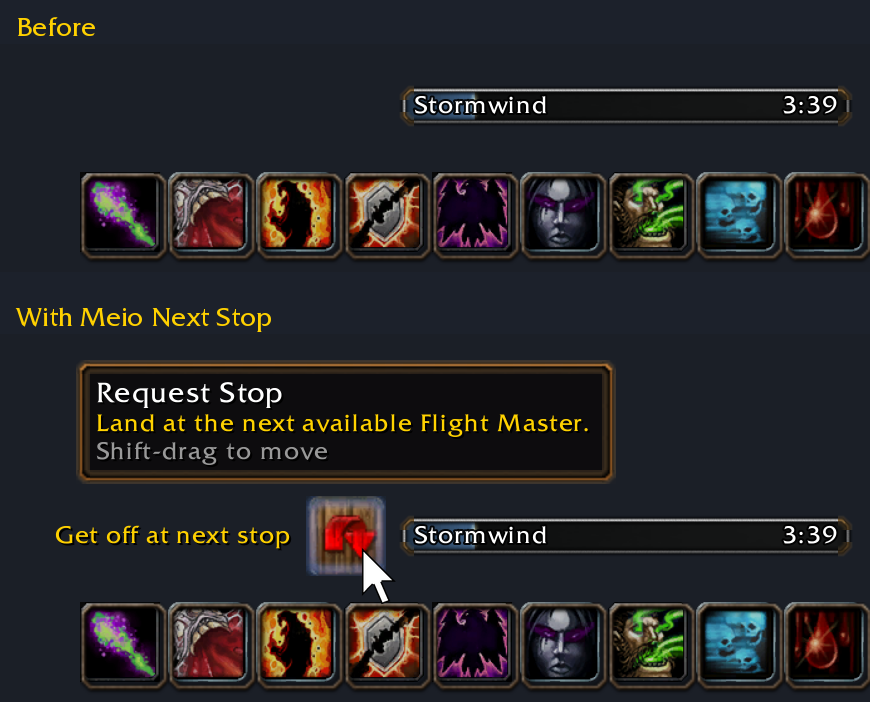 Before
Stormwind 3:39
With Meio Next Stop
Request Stop
Land at the next available Flight Master.
Shift-drag to move
Get off at next stop
Stormwind 3:39